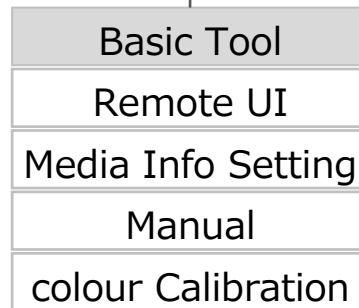 Basic Tool
Remote UI
Media Info Setting
Manual
colour Calibration